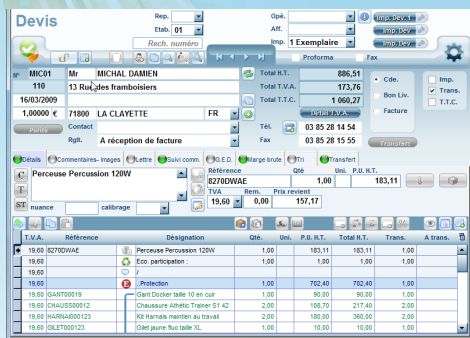 Devis
Rep.
Etab. 01
Rech. numéro
Opè.
Aff.
Imp. 1 Exemplaire
Imp. Dev. 1
Imp. Dev.
Proforma Fax
N° MIC01 Mr MICHAL DAMIEN
110 13 Rue des framboisiers
16/03/2009
1,00000 € 71800 LA CLAYETTE FR
Contact
Rglt. A réception de facture
Total H.T. 886,51
Total T.V.A. 173,76
Total T.T.C. 1 060,27
Détail T.V.A.
Tél. 03 85 28 14 54
Fax 03 85 28 15 55
Cde.
Bon Liv.
Facture
Imp.
Trans.
T.T.C.
Transfert
Détails Commentaires- Images Lettre Suivi comm. G.E.D. Marge brute Tri Transfert
C
T
ST
Perceuse Percussion 120W
nuance calibrage
Référence Qté Uni. P.U. H.T.
8270DWAE 1,00 183,11
TVA Rem. Prix revient
19,60 0,00 157,17
T.V.A. Référence Désignation Qté. Uni. P.U. H.T. Total H.T. Trans. A trans.
19,60 8270DWAE Perceuse Percussion 120W 1,00 183,11 183,11 1,00
19,60 Eco. participation : 1,00 1,00
19,60 / 1,00
19,60 E .Protection 1,00 702,40 702,40 1,00
19,60 GANT00019 Gant Docker taille 10 en cuir 1,00 90,00 90,00 1,00
19,60 CHAUSS00012 Chaussure Athétic Trainer S1 42 2,00 108,70 217,40 2,00
19,60 HARNAI000123 Kit Harnais maintien au travail 2,00 180,00 360,00 2,00
19,60 GILET000123 Gilet jaune fluo taille XL 1,00 10,00 10,00 1,00